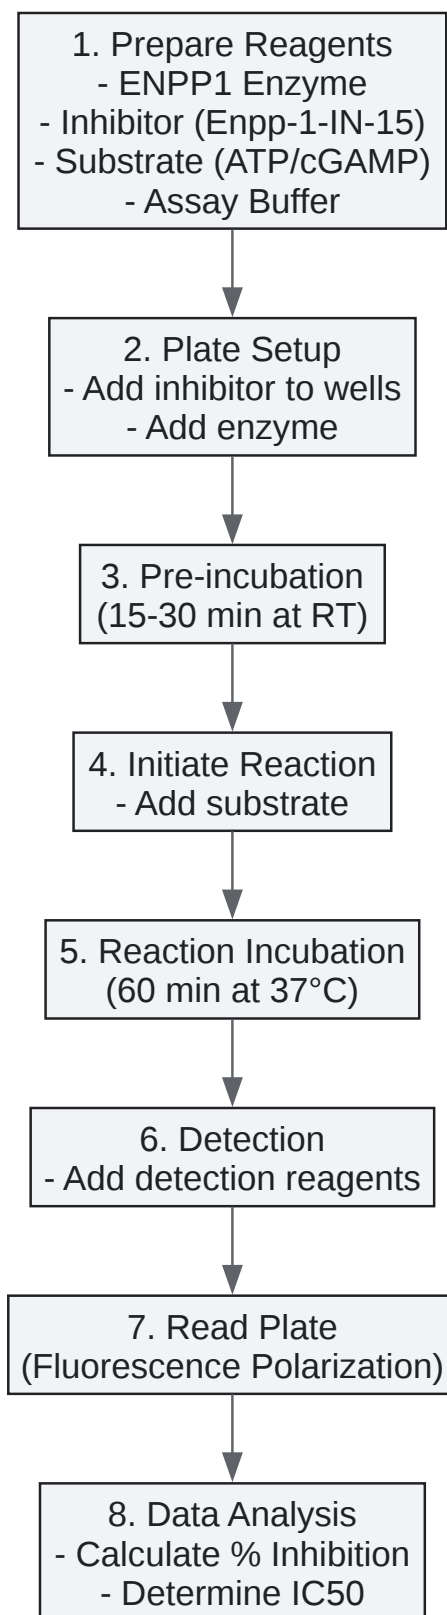 1. Prepare Reagents
- ENPP1 Enzyme
- Inhibitor (Enpp-1-IN-15)
- Substrate (ATP/cGAMP)
- Assay Buffer
2. Plate Setup
- Add inhibitor to wells
- Add enzyme
3. Pre-incubation
(15-30 min at RT)
4. Initiate Reaction
- Add substrate
5. Reaction Incubation
(60 min at 37°C)
6. Detection
- Add detection reagents
7. Read Plate
(Fluorescence Polarization)
8. Data Analysis
- Calculate % Inhibition
- Determine IC50